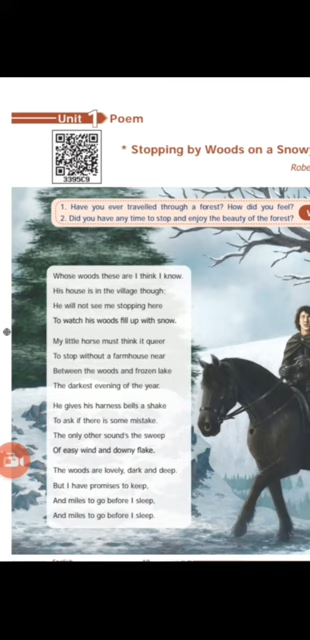 Unit 1 Poem
3395C9
* Stopping by Woods on a Snow
Robe
1. Have you ever travelled through a forest? How did you feel?
2. Did you have any time to stop and enjoy the beauty of the forest?
Whose woods these are I think I know.
His house is in the village though;
He will not see me stopping here
To watch his woods fill up with snow.
My little horse must think it queer
To stop without a farmhouse near
Between the woods and frozen lake
The darkest evening of the year.
He gives his harness bells a shake
To ask if there is some mistake.
The only other sound's the sweep
Of easy wind and downy flake.
The woods are lovely, dark and deep.
But I have promises to keep,
And miles to go before I sleep,
And miles to go before I sleep.